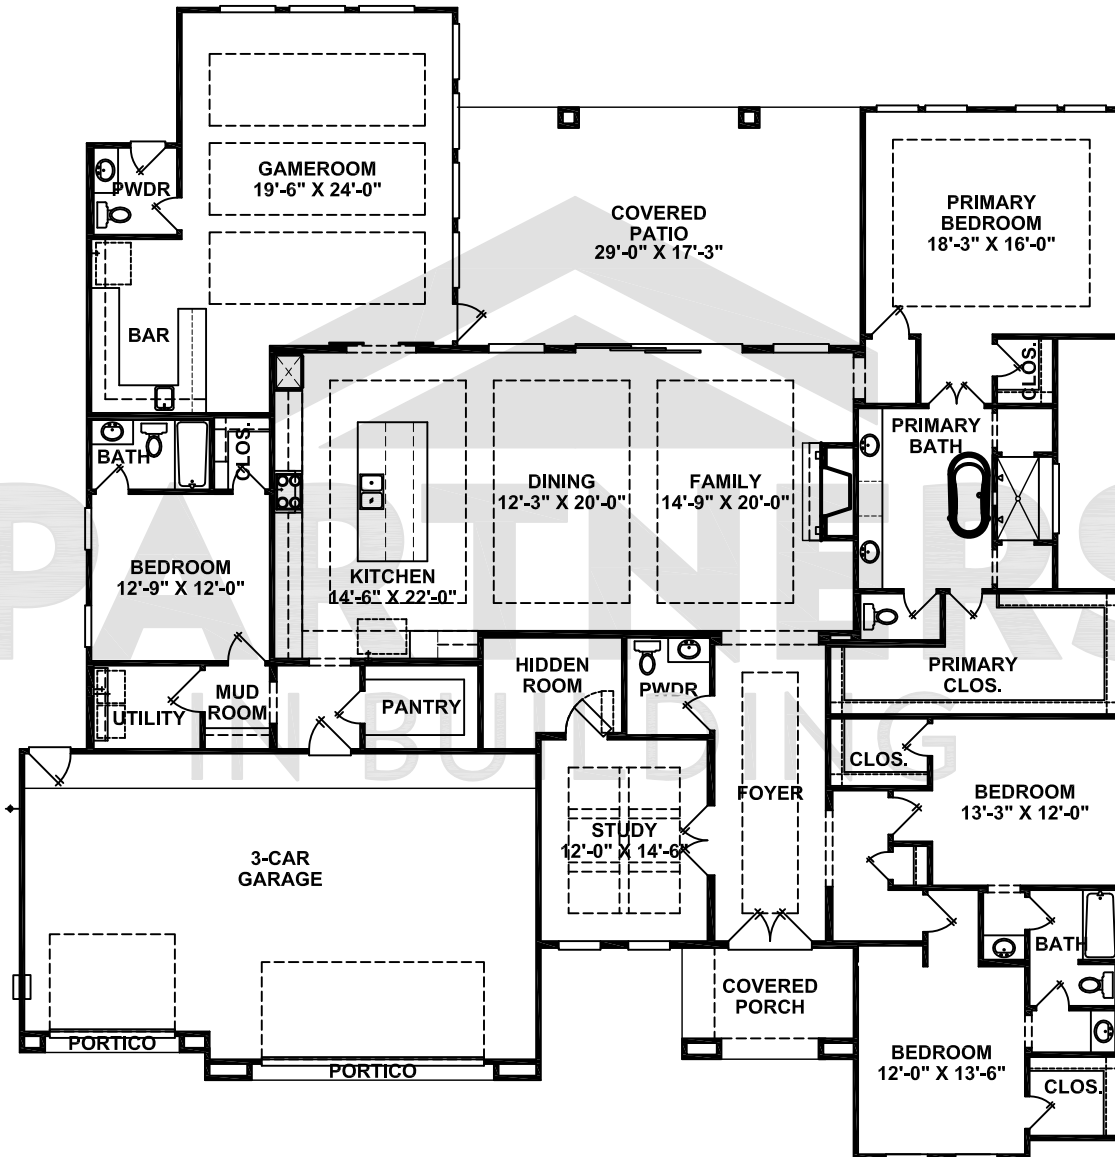 GAMEROOM
19'-6" X 24'-0"
PWDR
COVERED
PATIO
29'-0" X 17'-3"
PRIMARY
BEDROOM
18'-3" X 16'-0"
BAR
CLOS.
PRIMARY
BATH
BATH
CLOS.
DINING
12'-3" X 20'-0"
FAMILY
14'-9" X 20'-0"
BEDROOM
12'-9" X 12'-0"
KITCHEN
14'-6" X 22'-0"
PARTNERS
IN BUILDING
HIDDEN
ROOM
PWDR
PRIMARY
CLOS.
UTILITY
MUD
ROOM
PANTRY
CLOS.
FOYER
BEDROOM
13'-3" X 12'-0"
STUDY
12'-0" X 14'-6"
3-CAR
GARAGE
BATH
COVERED
PORCH
PORTICO
PORTICO
BEDROOM
12'-0" X 13'-6"
CLOS.